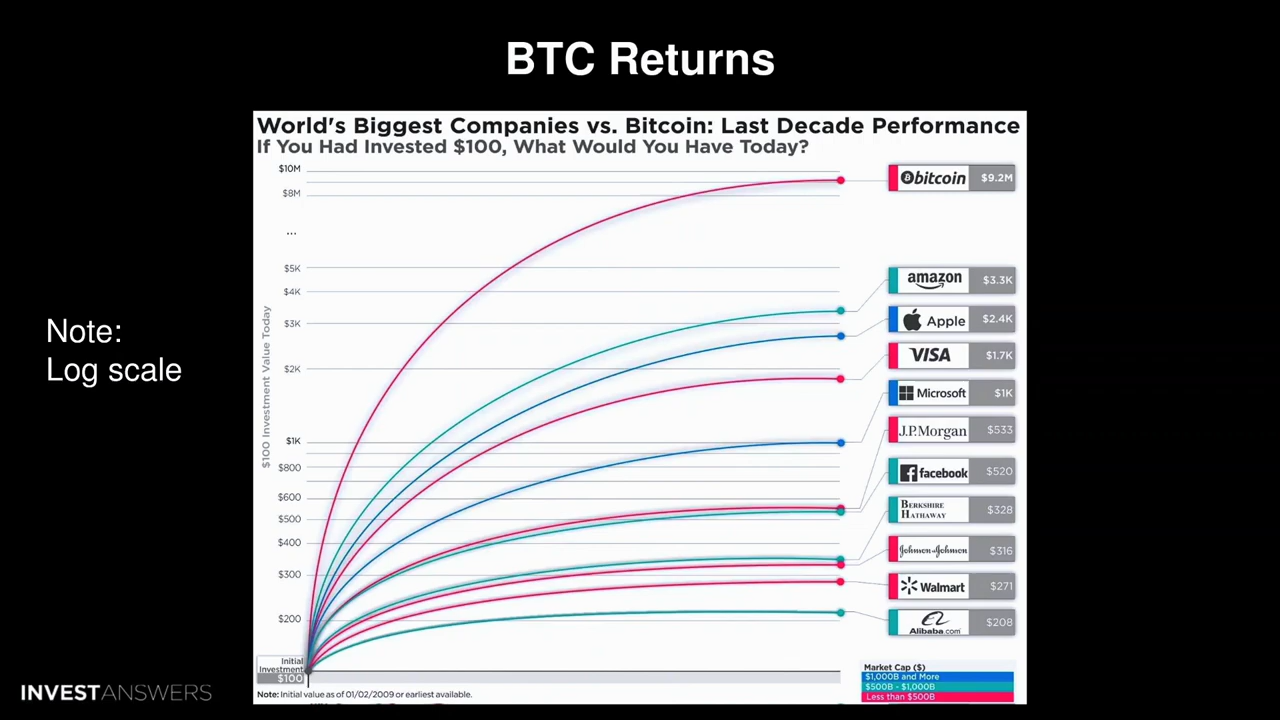 BTC Returns
World's Biggest Companies vs. Bitcoin: Last Decade Performance
If You Had Invested $100, What Would You Have Today?
$10M
$8M
...
$5K
$4K
$3K
$2K
$1K
$800
$600
$500
$400
$300
$200
Initial
Investment
$100
$100 Investment Value Today
bitcoin $9.2M
amazon $3.3K
Apple $2.4K
VISA $1.7K
Microsoft $1K
J.P.Morgan $533
facebook $520
BERKSHIRE
HATHAWAY $328
Johnson & Johnson $316
Walmart $271
Alibaba.com $208
Note:
Log scale
Market Cap ($)
$1,000B and More
$500B - $1,000B
Less than $500B
Note: Initial value as of 01/02/2009 or earliest available.
INVESTANSWERS